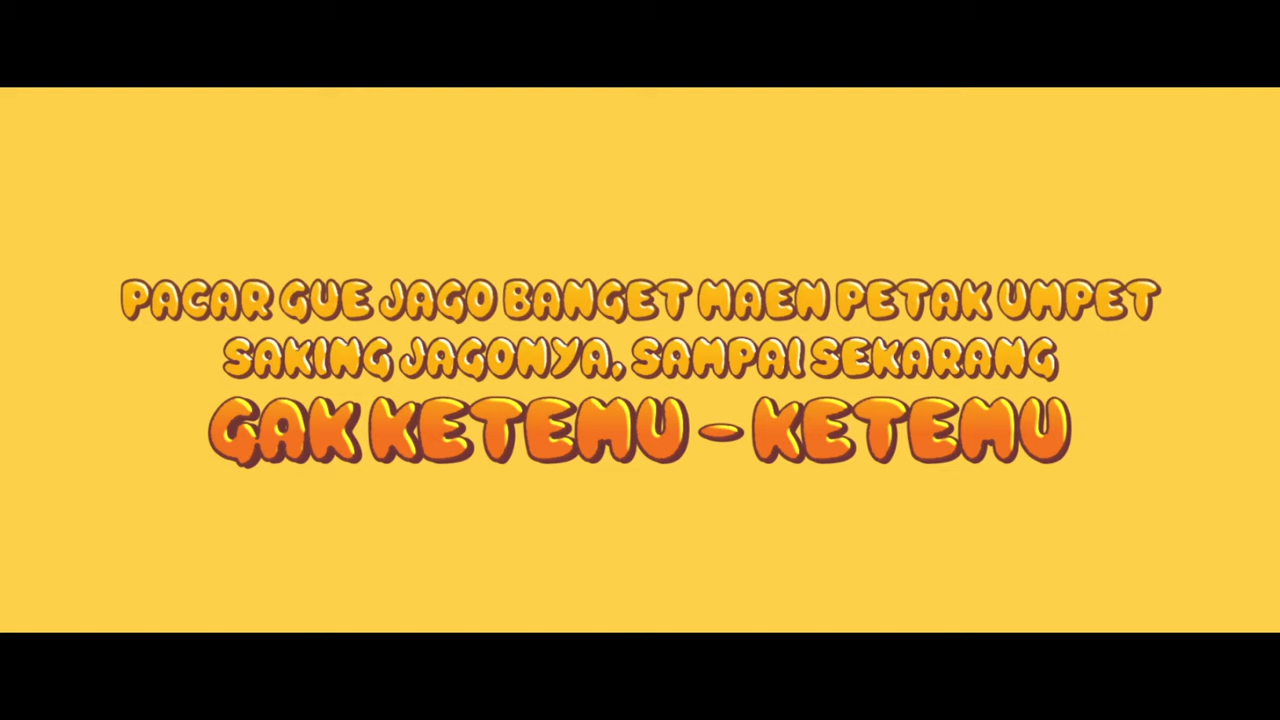 PACAR GUE JAGO BANGET MAEN PETAK UMPET
SAKING JAGONYA, SAMPAI SEKARANG
GAK KETEMU - KETEMU